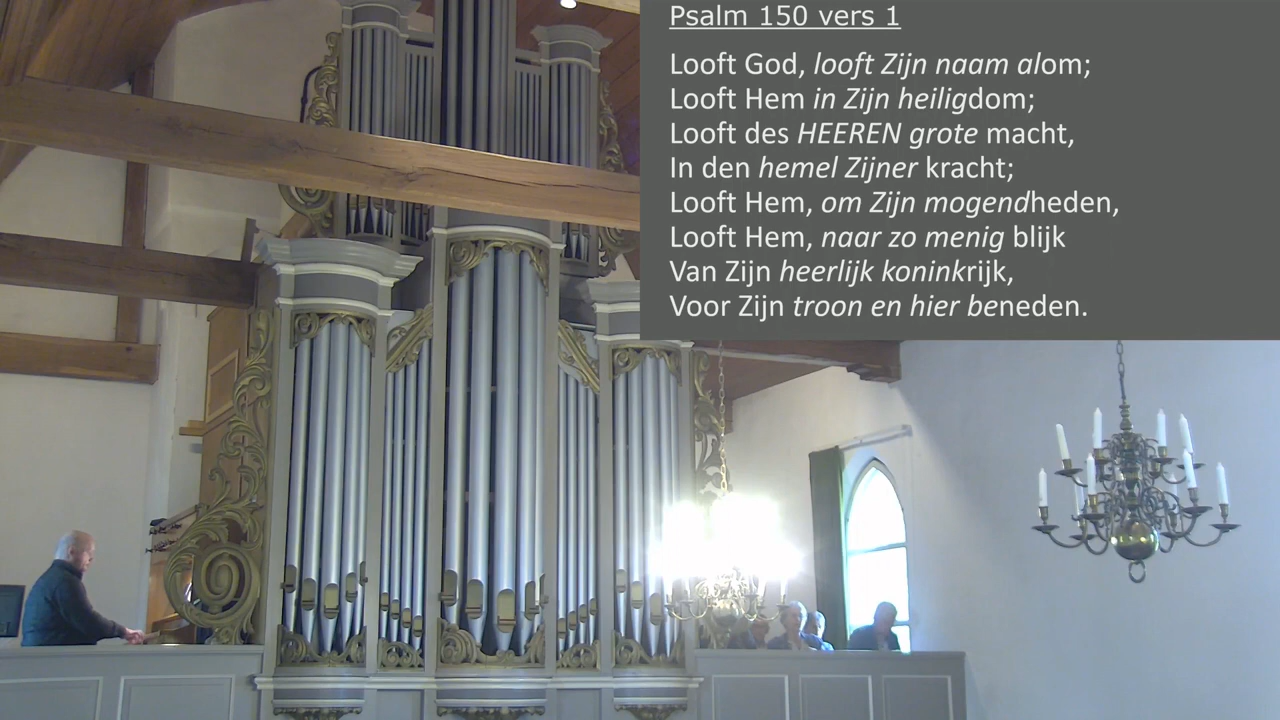 Psalm 150 vers 1
Looft God, looft Zijn naam alom;
Looft Hem in Zijn heiligdom;
Looft des HEEREN grote macht,
In den hemel Zijner kracht;
Looft Hem, om Zijn mogendheden,
Looft Hem, naar zo menig blijk
Van Zijn heerlijk koninkrijk,
Voor Zijn troon en hier beneden.